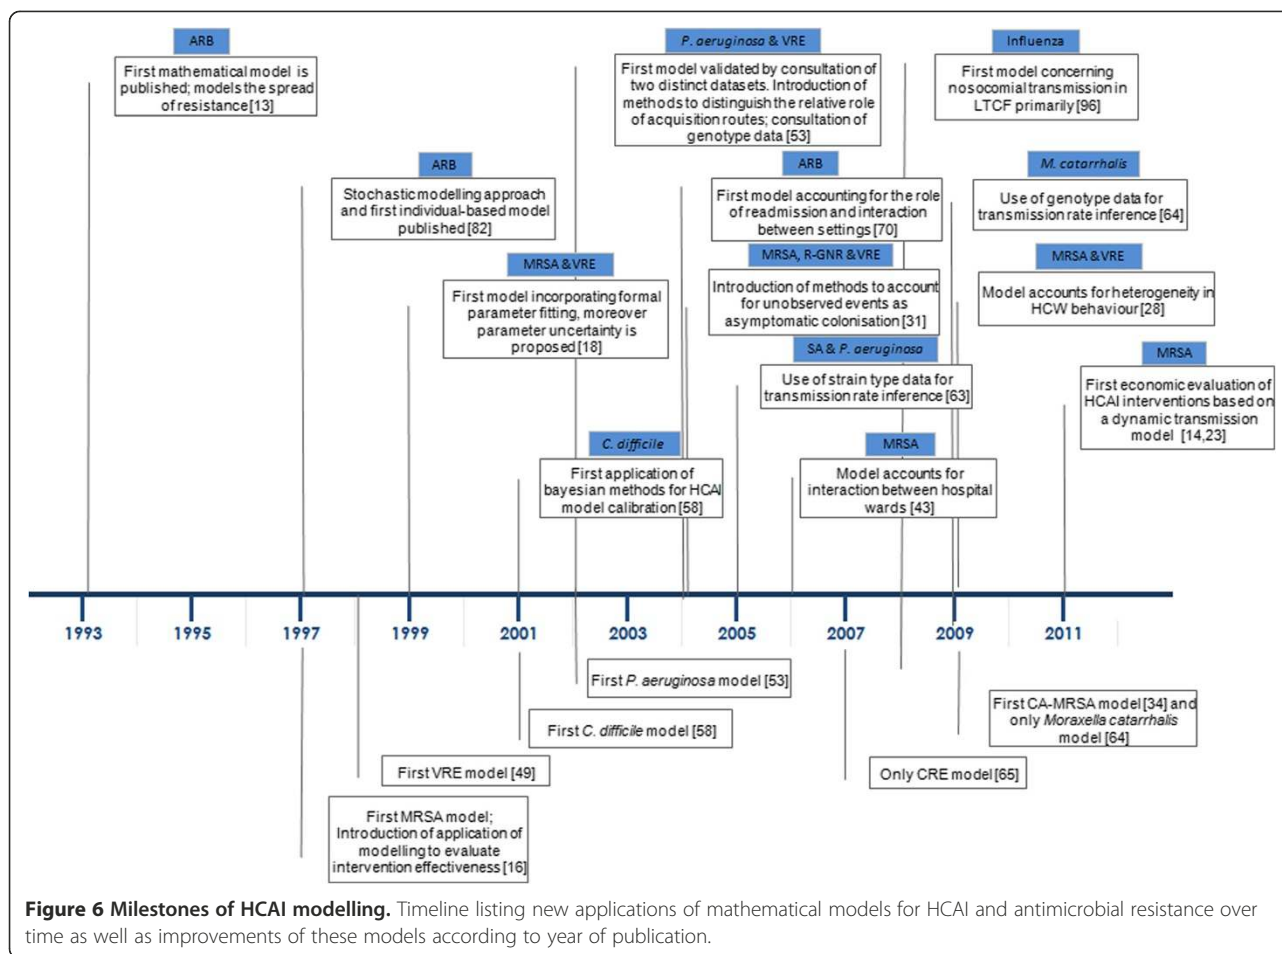 ARB
First mathematical model is
published; models the spread
of resistance[13]
P. aeruginosa & VRE
First model validated by consultation of
two distinct datasets. Introduction of
methods to distinguish the relative role
of acquisition routes; consultation of
genotype data [53]
Influenza
First model concerning
nosocomial transmission in
LTCF primarily[96]
ARB
Stochastic modelling approach
and first individual-based model
published[82]
ARB
First model accounting for the role
of readmission and interaction
between settings [70]
M. catarrhalis
Use of genotype data for
transmission rate inference [64]
MRSA & VRE
First model incorporating formal
parameter fitting, moreover
parameter uncertainty is
proposed [18]
MRSA, R-GNR & VRE
Introduction of methods to account
for unobserved events as
asymptomatic colonisation [31]
MRSA & VRE
Model accounts for heterogeneity in
HCW behaviour [28]
SA & P. aeruginosa
Use of strain type data for
transmission rate inference [63]
MRSA
First economic evaluation of
HCAI interventions based on
a dynamic transmission
model [14,23]
C. difficile
First application of
bayesian methods for HCAI
model calibration [58]
MRSA
Model accounts for
interaction between hospital
wards [43]
1993 1995 1997 1999 2001 2003 2005 2007 2009 2011
First P. aeruginosa model [53]
First C. difficile model [58]
First VRE model [49]
First MRSA model;
Introduction of application of
modelling to evaluate
intervention effectiveness [16]
Only CRE model [65]
First CA-MRSA model [34] and
only Moraxella catarrhalis
model [64]
Figure 6 Milestones of HCAI modelling. Timeline listing new applications of mathematical models for HCAI and antimicrobial resistance over
time as well as improvements of these models according to year of publication.